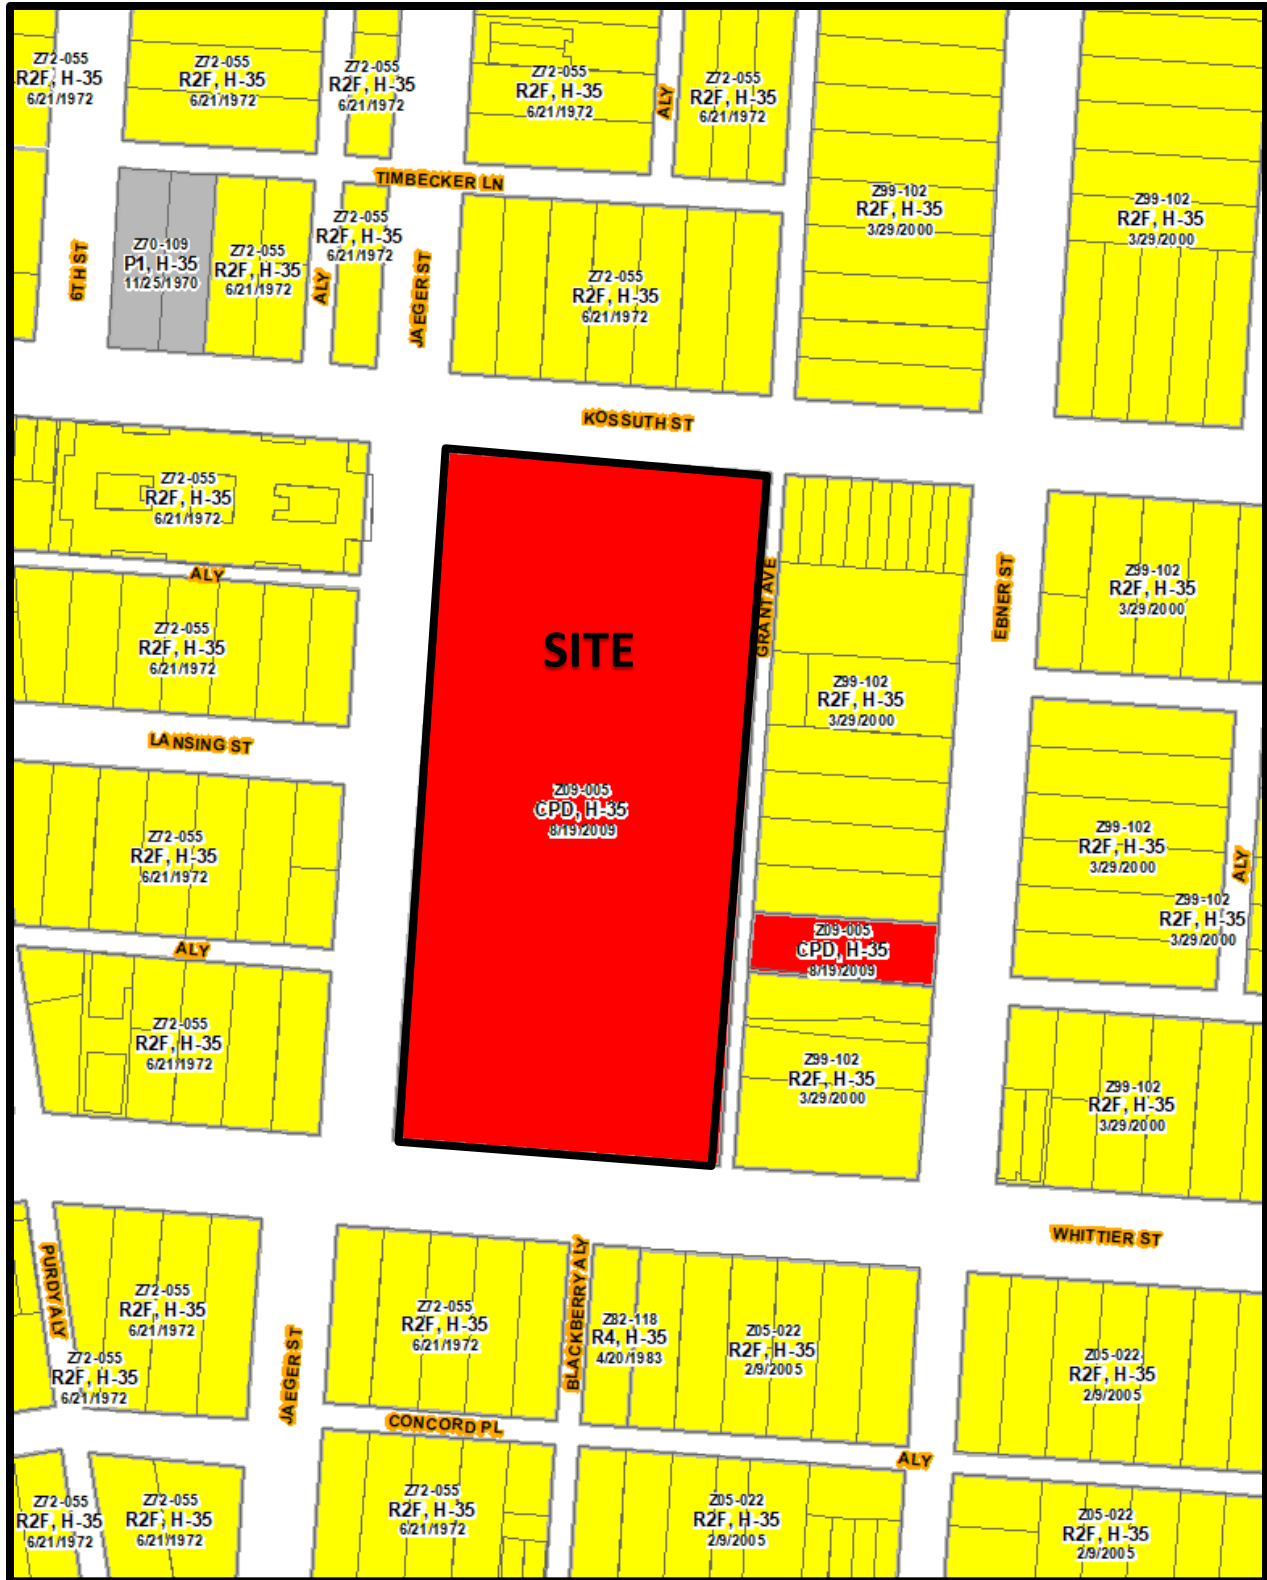 Z72-055
R2F, H-35
6/21/1972
Z72-055
R2F, H-35
6/21/1972
Z72-055
R2F, H-35
6/21/1972
Z72-055
R2F, H-35
6/21/1972
ALY
Z72-055
R2F, H-35
6/21/1972
TIMBECKER LN
Z99-102
R2F, H-35
3/29/2000
Z99-102
R2F, H-35
3/29/2000
6TH ST
Z70-109
P1, H-35
11/25/1970
Z72-055
R2F, H-35
6/21/1972
ALY
Z72-055
R2F, H-35
6/21/1972
JAEGER ST
Z72-055
R2F, H-35
6/21/1972
KOSSUTH ST
Z72-055
R2F, H-35
6/21/1972
ALY
Z72-055
R2F, H-35
6/21/1972
LANSING ST
SITE
GRANT AVE
EBNER ST
Z99-102
R2F, H-35
3/29/2000
Z99-102
R2F, H-35
3/29/2000
Z09-005
CPD, H-35
8/19/2009
Z72-055
R2F, H-35
6/21/1972
Z99-102
R2F, H-35
3/29/2000
ALY
Z99-102
R2F, H-35
3/29/2000
ALY
Z09-005
CPD, H-35
8/19/2009
Z72-055
R2F, H-35
6/21/1972
Z99-102
R2F, H-35
3/29/2000
Z99-102
R2F, H-35
3/29/2000
WHITTIER ST
PURDY ALY
Z72-055
R2F, H-35
6/21/1972
Z72-055
R2F, H-35
6/21/1972
JAEGER ST
Z72-055
R2F, H-35
6/21/1972
BLACKBERRY ALY
Z82-118
R4, H-35
4/20/1983
Z05-022
R2F, H-35
2/9/2005
Z05-022
R2F, H-35
2/9/2005
CONCORD PL
ALY
Z72-055
R2F, H-35
6/21/1972
Z72-055
R2F, H-35
6/21/1972
Z72-055
R2F, H-35
6/21/1972
Z05-022
R2F, H-35
2/9/2005
Z05-022
R2F, H-35
2/9/2005